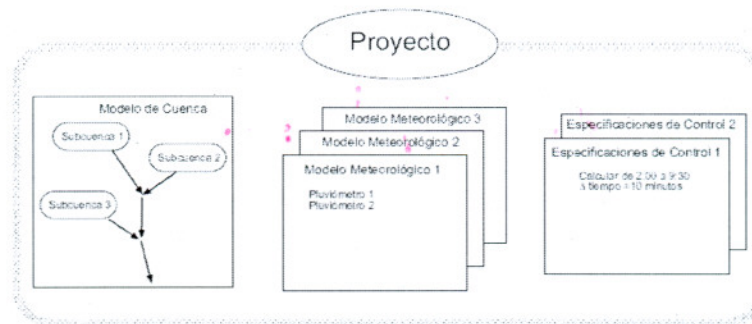 Proyecto
Modelo de Cuenca
Subcuenca 1
Subcuenca 2
Subcuenca 3
Modelo Meteorológico 3
Modelo Meteorológico 2
Modelo Meteorológico 1
Pluviómetro 1
Pluviómetro 2
Especificaciones de Control 2
Especificaciones de Control 1
Calcular de 2:00 a 9:30
Δ tiempo = 10 minutos